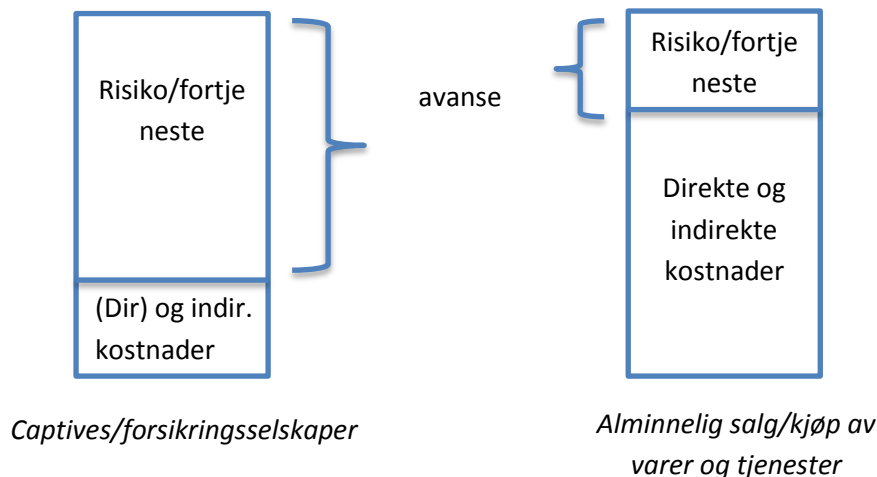 Risiko/fortje
neste
(Dir) og indir.
kostnader
Captives/forsikringsselskaper
avanse
Risiko/fortje
neste
Direkte og
indirekte
kostnader
Alminnelig salg/kjøp av
varer og tjenester